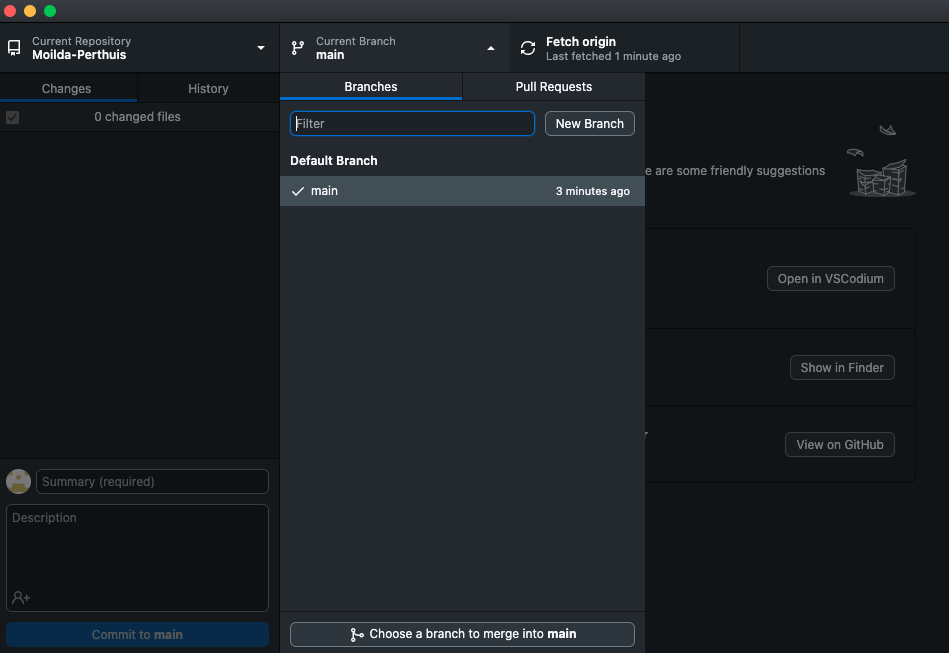 Current Repository
Moilda-Perthuis
Current Branch
main
Fetch origin
Last fetched 1 minute ago
Changes
History
Branches
Pull Requests
0 changed files
Filter
New Branch
Default Branch
main
3 minutes ago
e are some friendly suggestions
Open in VSCodium
Show in Finder
r
View on GitHub
Summary (required)
Description
Commit to main
Choose a branch to merge into main